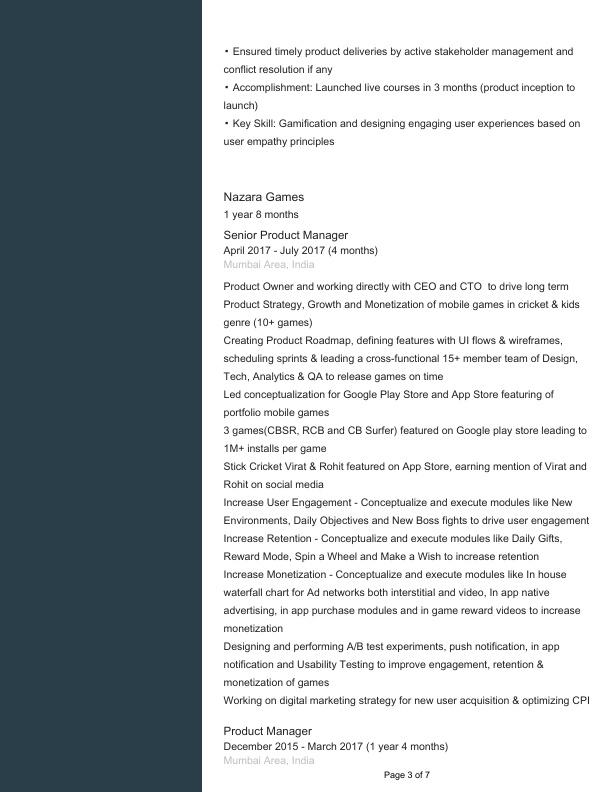 • Ensured timely product deliveries by active stakeholder management and
conflict resolution if any
• Accomplishment: Launched live courses in 3 months (product inception to
launch)
• Key Skill: Gamification and designing engaging user experiences based on
user empathy principles
Nazara Games
1 year 8 months
Senior Product Manager
April 2017 - July 2017 (4 months)
Mumbai Area, India
Product Owner and working directly with CEO and CTO  to drive long term
Product Strategy, Growth and Monetization of mobile games in cricket & kids
genre (10+ games)
Creating Product Roadmap, defining features with UI flows & wireframes,
scheduling sprints & leading a cross-functional 15+ member team of Design,
Tech, Analytics & QA to release games on time
Led conceptualization for Google Play Store and App Store featuring of
portfolio mobile games
3 games(CBSR, RCB and CB Surfer) featured on Google play store leading to
1M+ installs per game
Stick Cricket Virat & Rohit featured on App Store, earning mention of Virat and
Rohit on social media
Increase User Engagement - Conceptualize and execute modules like New
Environments, Daily Objectives and New Boss fights to drive user engagement
Increase Retention - Conceptualize and execute modules like Daily Gifts,
Reward Mode, Spin a Wheel and Make a Wish to increase retention
Increase Monetization - Conceptualize and execute modules like In house
waterfall chart for Ad networks both interstitial and video, In app native
advertising, in app purchase modules and in game reward videos to increase
monetization
Designing and performing A/B test experiments, push notification, in app
notification and Usability Testing to improve engagement, retention &
monetization of games
Working on digital marketing strategy for new user acquisition & optimizing CPI
Product Manager
December 2015 - March 2017 (1 year 4 months)
Mumbai Area, India
Page 3 of 7